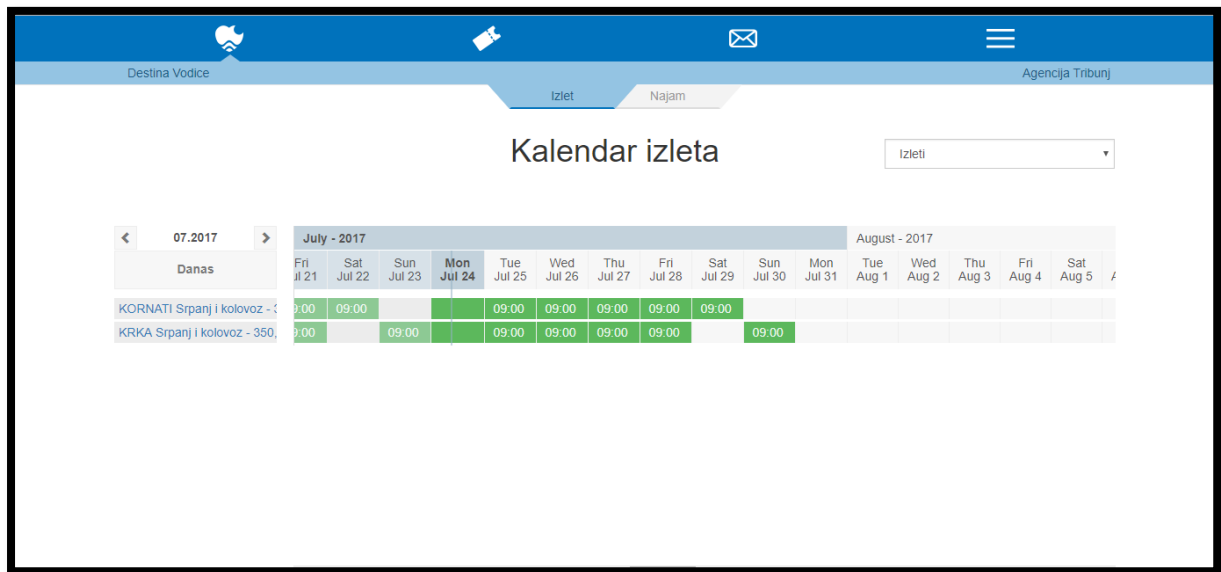 Destina Vodice Agencija Tribunj
Izlet Najam
Kalendar izleta
Izleti
07.2017 July - 2017 August - 2017
Danas
Fri Sat Sun Mon Tue Wed Thu Fri Sat Sun Mon Tue Wed Thu Fri Sat
Jul 22 Jul 23 Jul 24 Jul 25 Jul 26 Jul 27 Jul 28 Jul 29 Jul 30 Jul 31 Aug 1 Aug 2 Aug 3 Aug 4 Aug 5
KORNATI Srpanj i kolovoz - 09:00 09:00 09:00 09:00 09:00 09:00
KRKA Srpanj i kolovoz - 350, 09:00 09:00 09:00 09:00 09:00 09:00